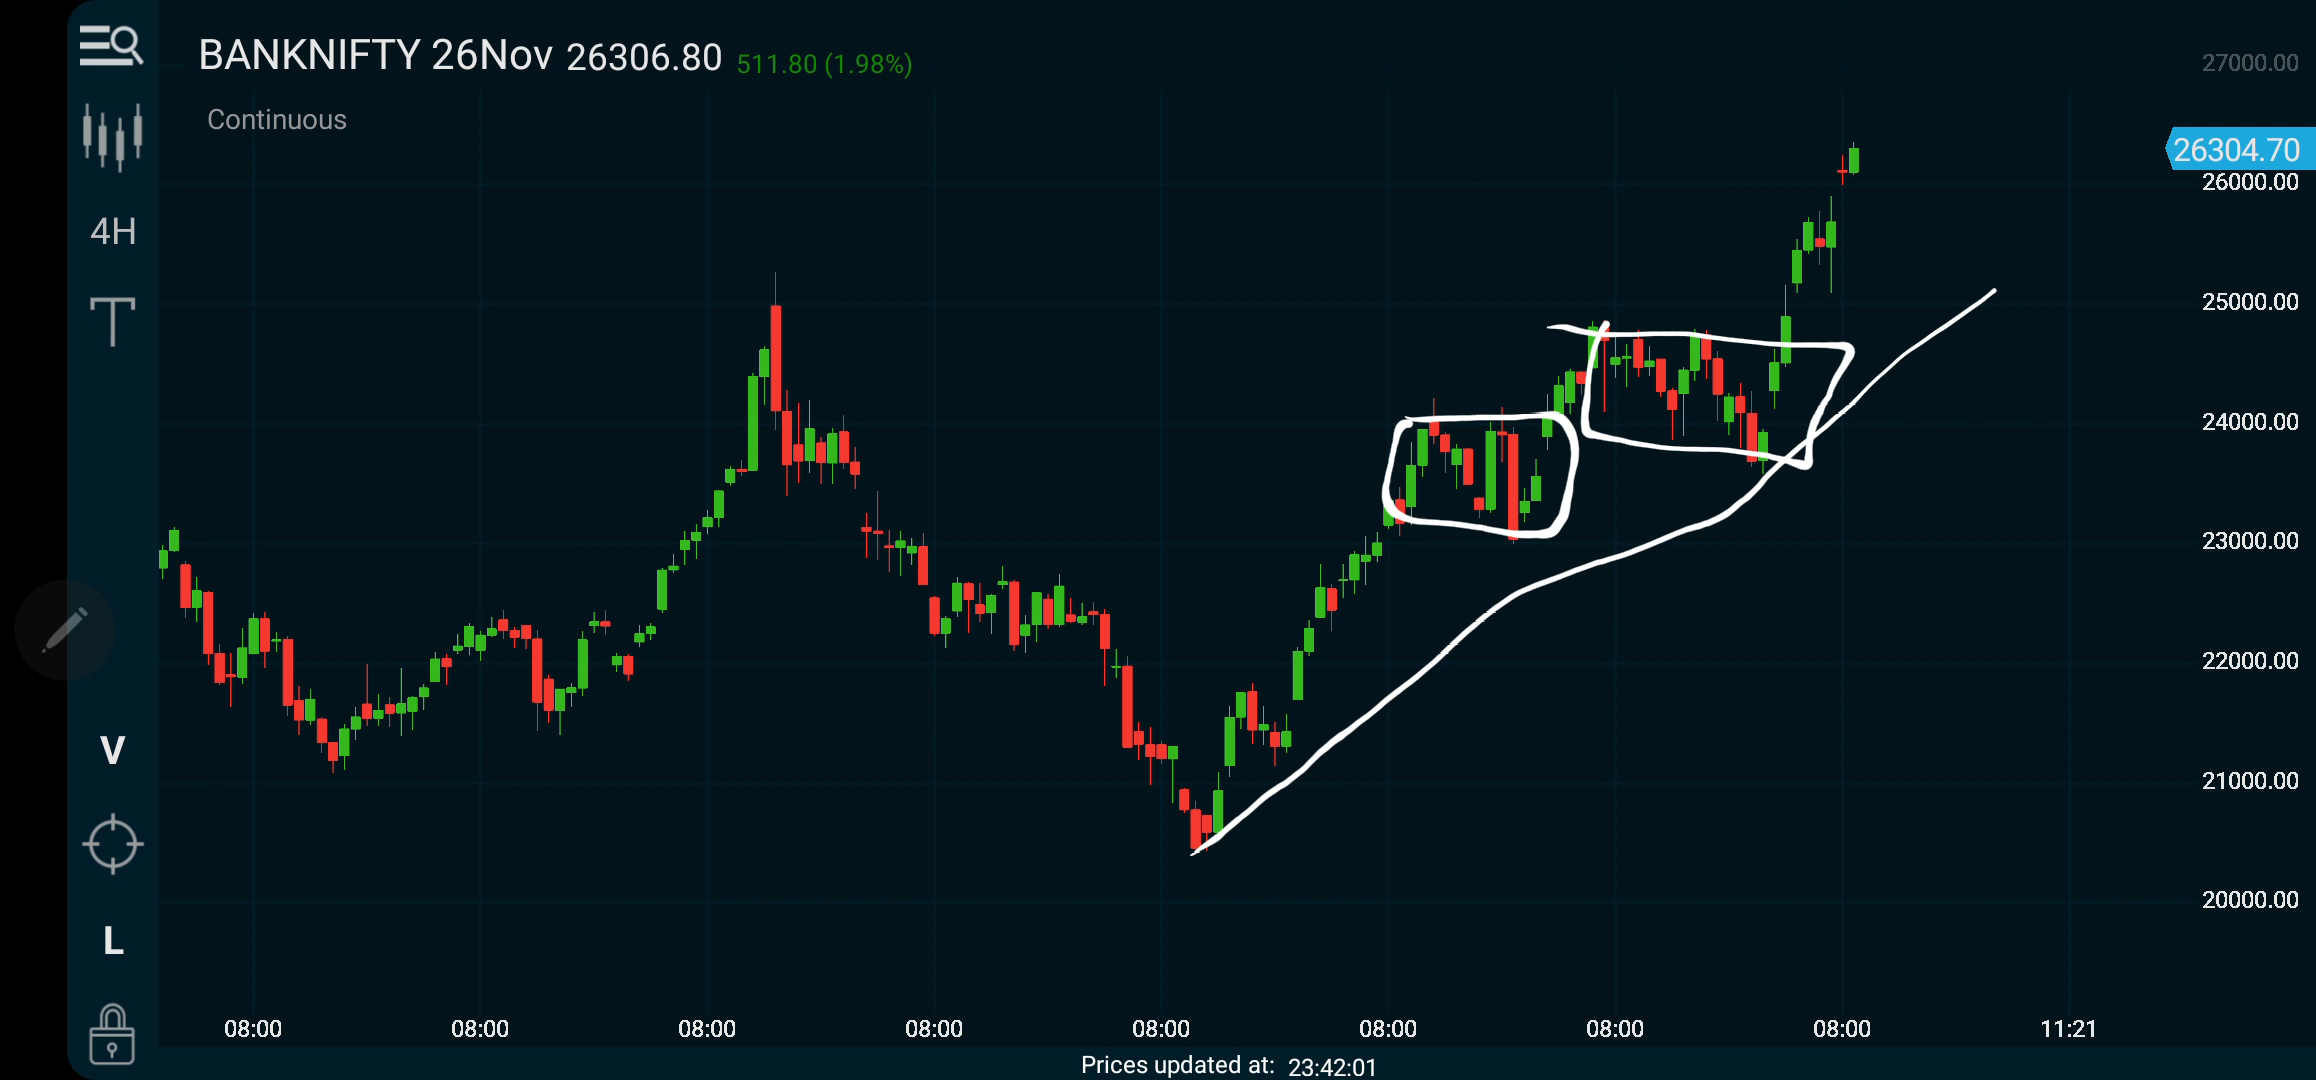 BANKNIFTY 26Nov 26306.80 511.80 (1.98%)
Continuous
4H
T
V
L
27000.00
26304.70
26000.00
25000.00
24000.00
23000.00
22000.00
21000.00
20000.00
08:00 08:00 08:00 08:00 08:00 08:00 08:00 08:00 11:21
Prices updated at: 23:42:01